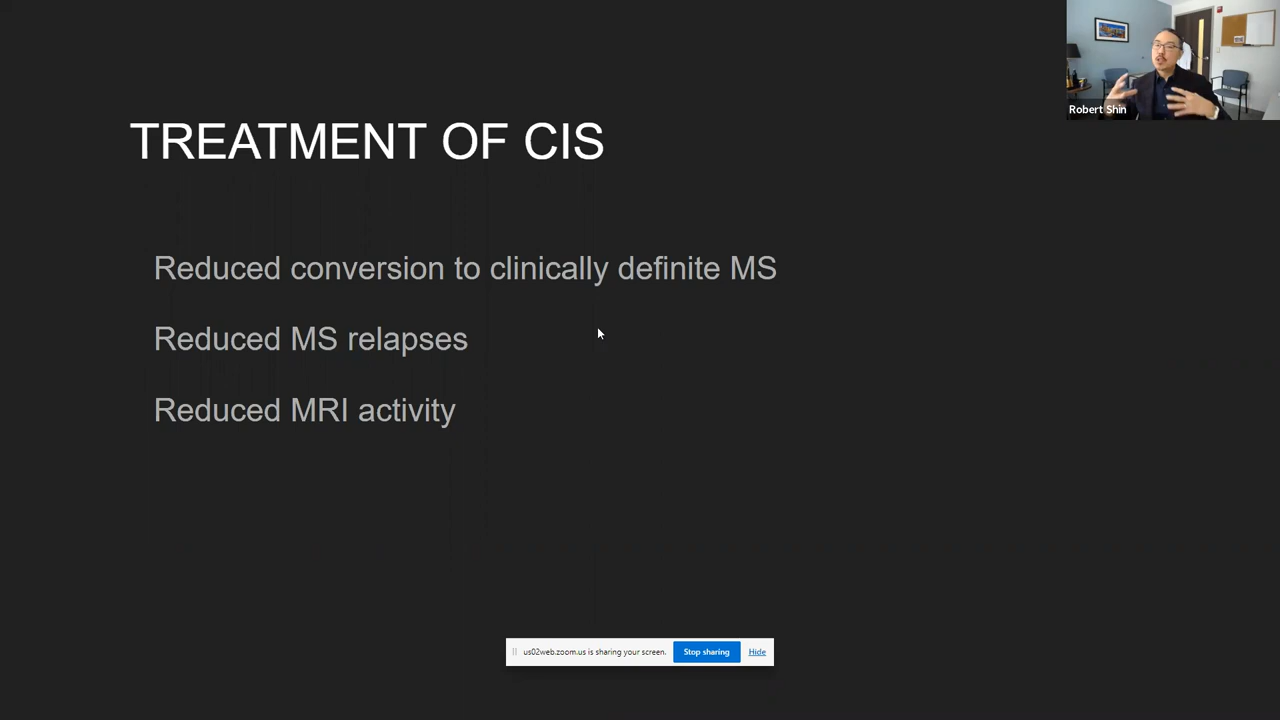 Robert Shin
TREATMENT OF CIS
Reduced conversion to clinically definite MS
Reduced MS relapses
Reduced MRI activity
us02web.zoom.us is sharing your screen.
Stop sharing
Hide